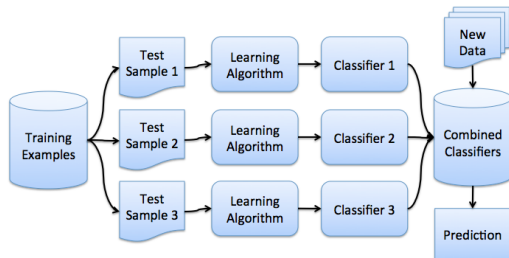 Test
Sample 1
Learning
Algorithm
Classifier 1
New
Data
Training
Examples
Test
Sample 2
Learning
Algorithm
Classifier 2
Combined
Classifiers
Test
Sample 3
Learning
Algorithm
Classifier 3
Prediction